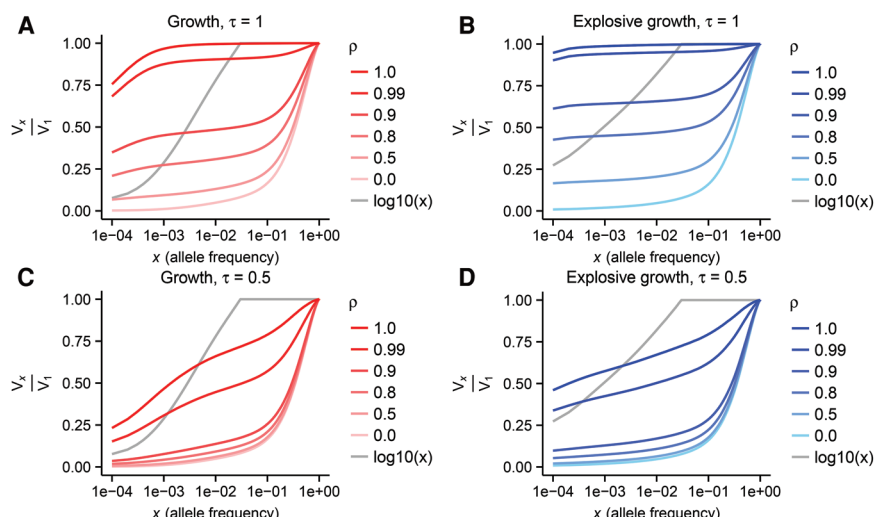 A
Growth, τ = 1
1.00
0.75
0.50
0.25
0.00
Vx
V1
1e−04
1e−03
1e−02
1e−01
1e+00
x (allele frequency)
ρ
1.0
0.99
0.9
0.8
0.5
0.0
log10(x)
B
Explosive growth, τ = 1
1.00
0.75
0.50
0.25
0.00
Vx
V1
1e−04
1e−03
1e−02
1e−01
1e+00
x (allele frequency)
ρ
1.0
0.99
0.9
0.8
0.5
0.0
log10(x)
C
Growth, τ = 0.5
1.00
0.75
0.50
0.25
0.00
Vx
V1
1e−04
1e−03
1e−02
1e−01
1e+00
x (allele frequency)
ρ
1.0
0.99
0.9
0.8
0.5
0.0
log10(x)
D
Explosive growth, τ = 0.5
1.00
0.75
0.50
0.25
0.00
Vx
V1
1e−04
1e−03
1e−02
1e−01
1e+00
x (allele frequency)
ρ
1.0
0.99
0.9
0.8
0.5
0.0
log10(x)